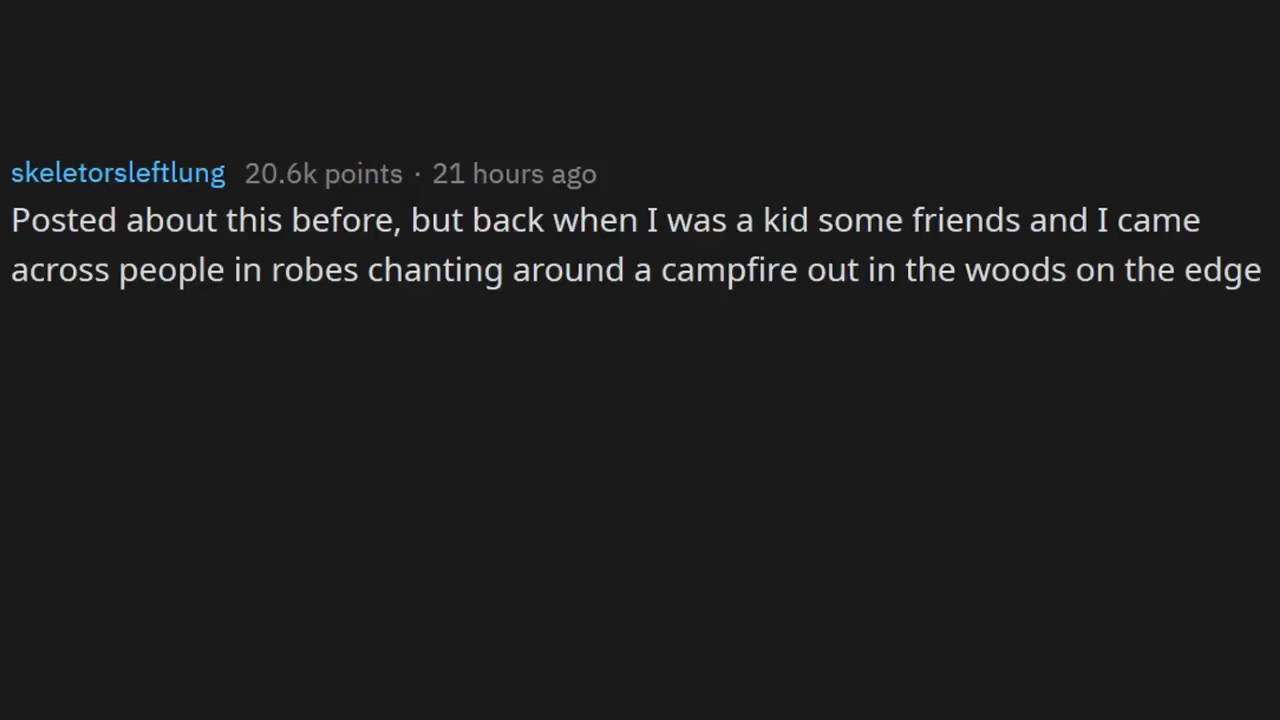 skeletorsleftlung 20.6k points · 21 hours ago
Posted about this before, but back when I was a kid some friends and I came
across people in robes chanting around a campfire out in the woods on the edge